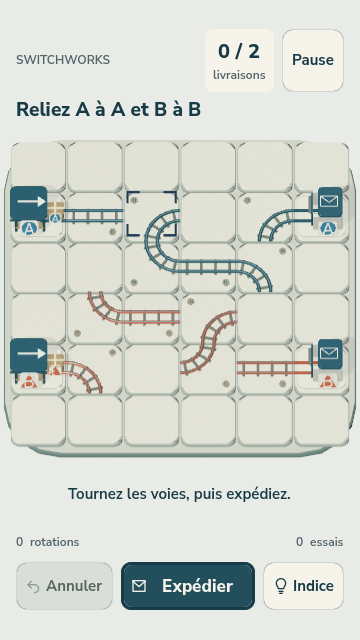 SWITCHWORKS
0 / 2
livraisons
Pause
Reliez A à A et B à B
A
A
A
B
B
Tournez les voies, puis expédiez.
0 rotations
0 essais
Annuler
Expédier
Indice